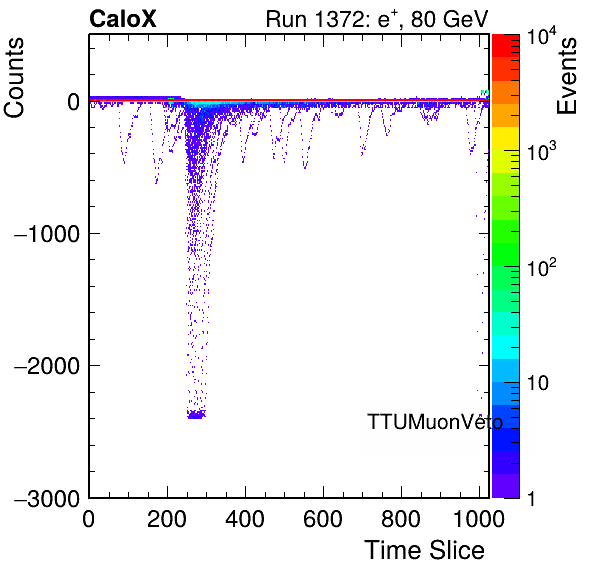 CaloX Run 1372: e⁺, 80 GeV
Counts
Events
0
−1000
−2000
−3000
0 200 400 600 800 1000
Time Slice
TTUMuonVeto
10⁴
10³
10²
10
1